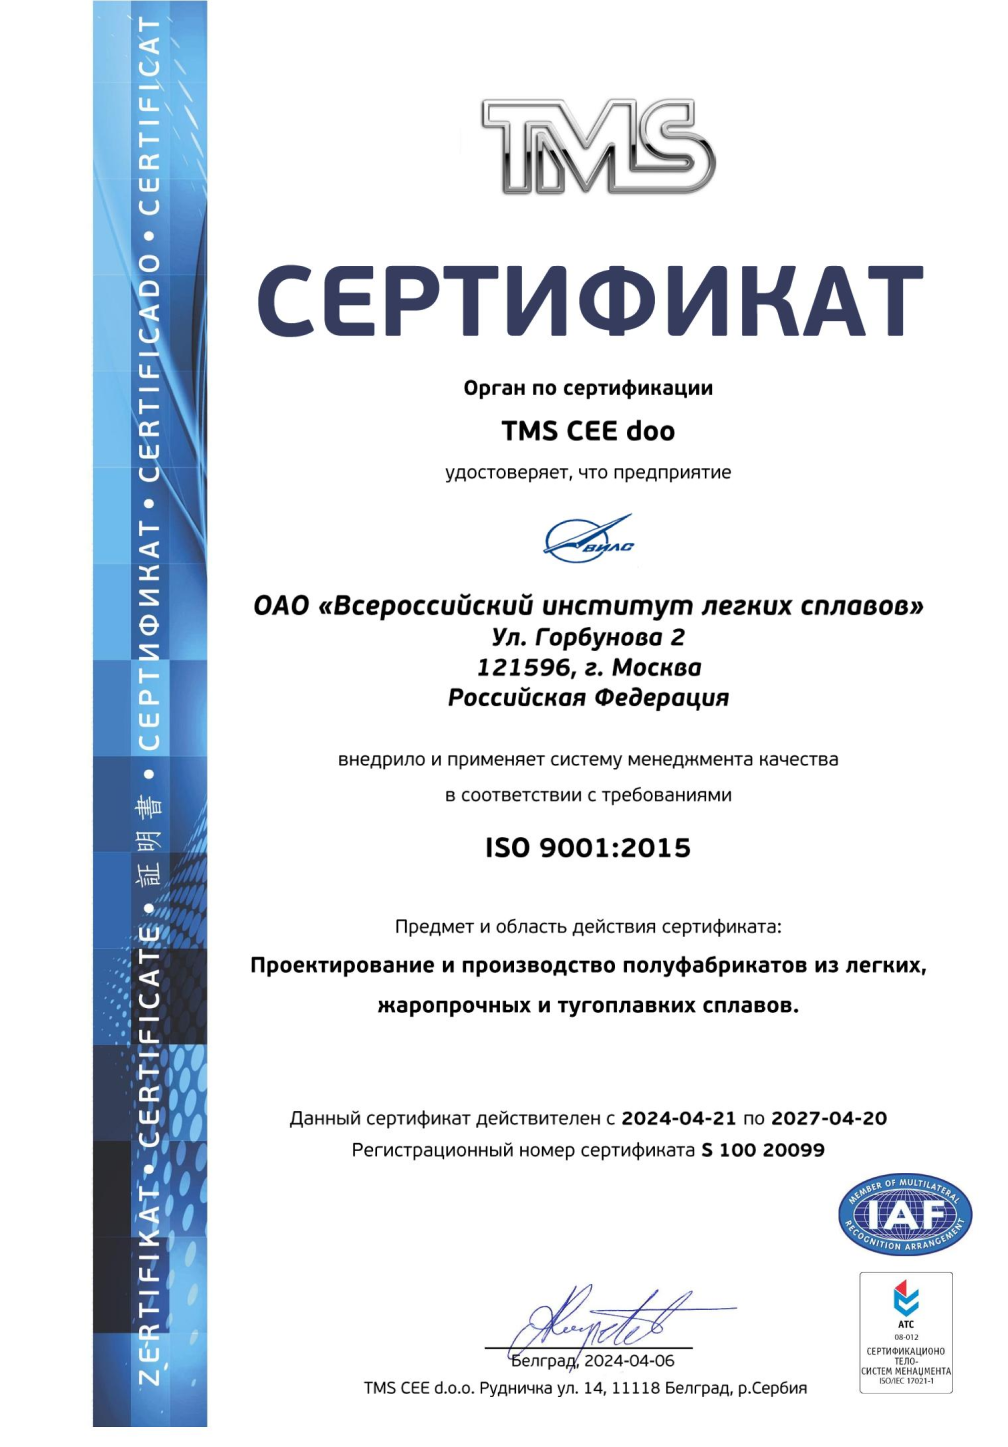 ZERTIFIKAT • CERTIFICATE • 証明書 • СЕРТИФИКАТ • CERTIFICADO • CERTIFICAT
TMS
СЕРТИФИКАТ
Орган по сертификации
TMS CEE doo
удостоверяет, что предприятие
ВИЛС
ОАО «Всероссийский институт легких сплавов»
Ул. Горбунова 2
121596, г. Москва
Российская Федерация
внедрило и применяет систему менеджмента качества
в соответствии с требованиями
ISO 9001:2015
Предмет и область действия сертификата:
Проектирование и производство полуфабрикатов из легких,
жаропрочных и тугоплавких сплавов.
Данный сертификат действителен с 2024-04-21 по 2027-04-20
Регистрационный номер сертификата S 100 20099
MEMBER OF MULTILATERAL
IAF
RECOGNITION ARRANGEMENT
АТС
08-012
СЕРТИФИКАЦИОНО
ТЕЛО-
СИСТЕМ МЕНАЏМЕНТА
ISO/IEC 17021-1
Белград, 2024-04-06
TMS CEE d.o.o. Рудничка ул. 14, 11118 Белград, р.Сербия